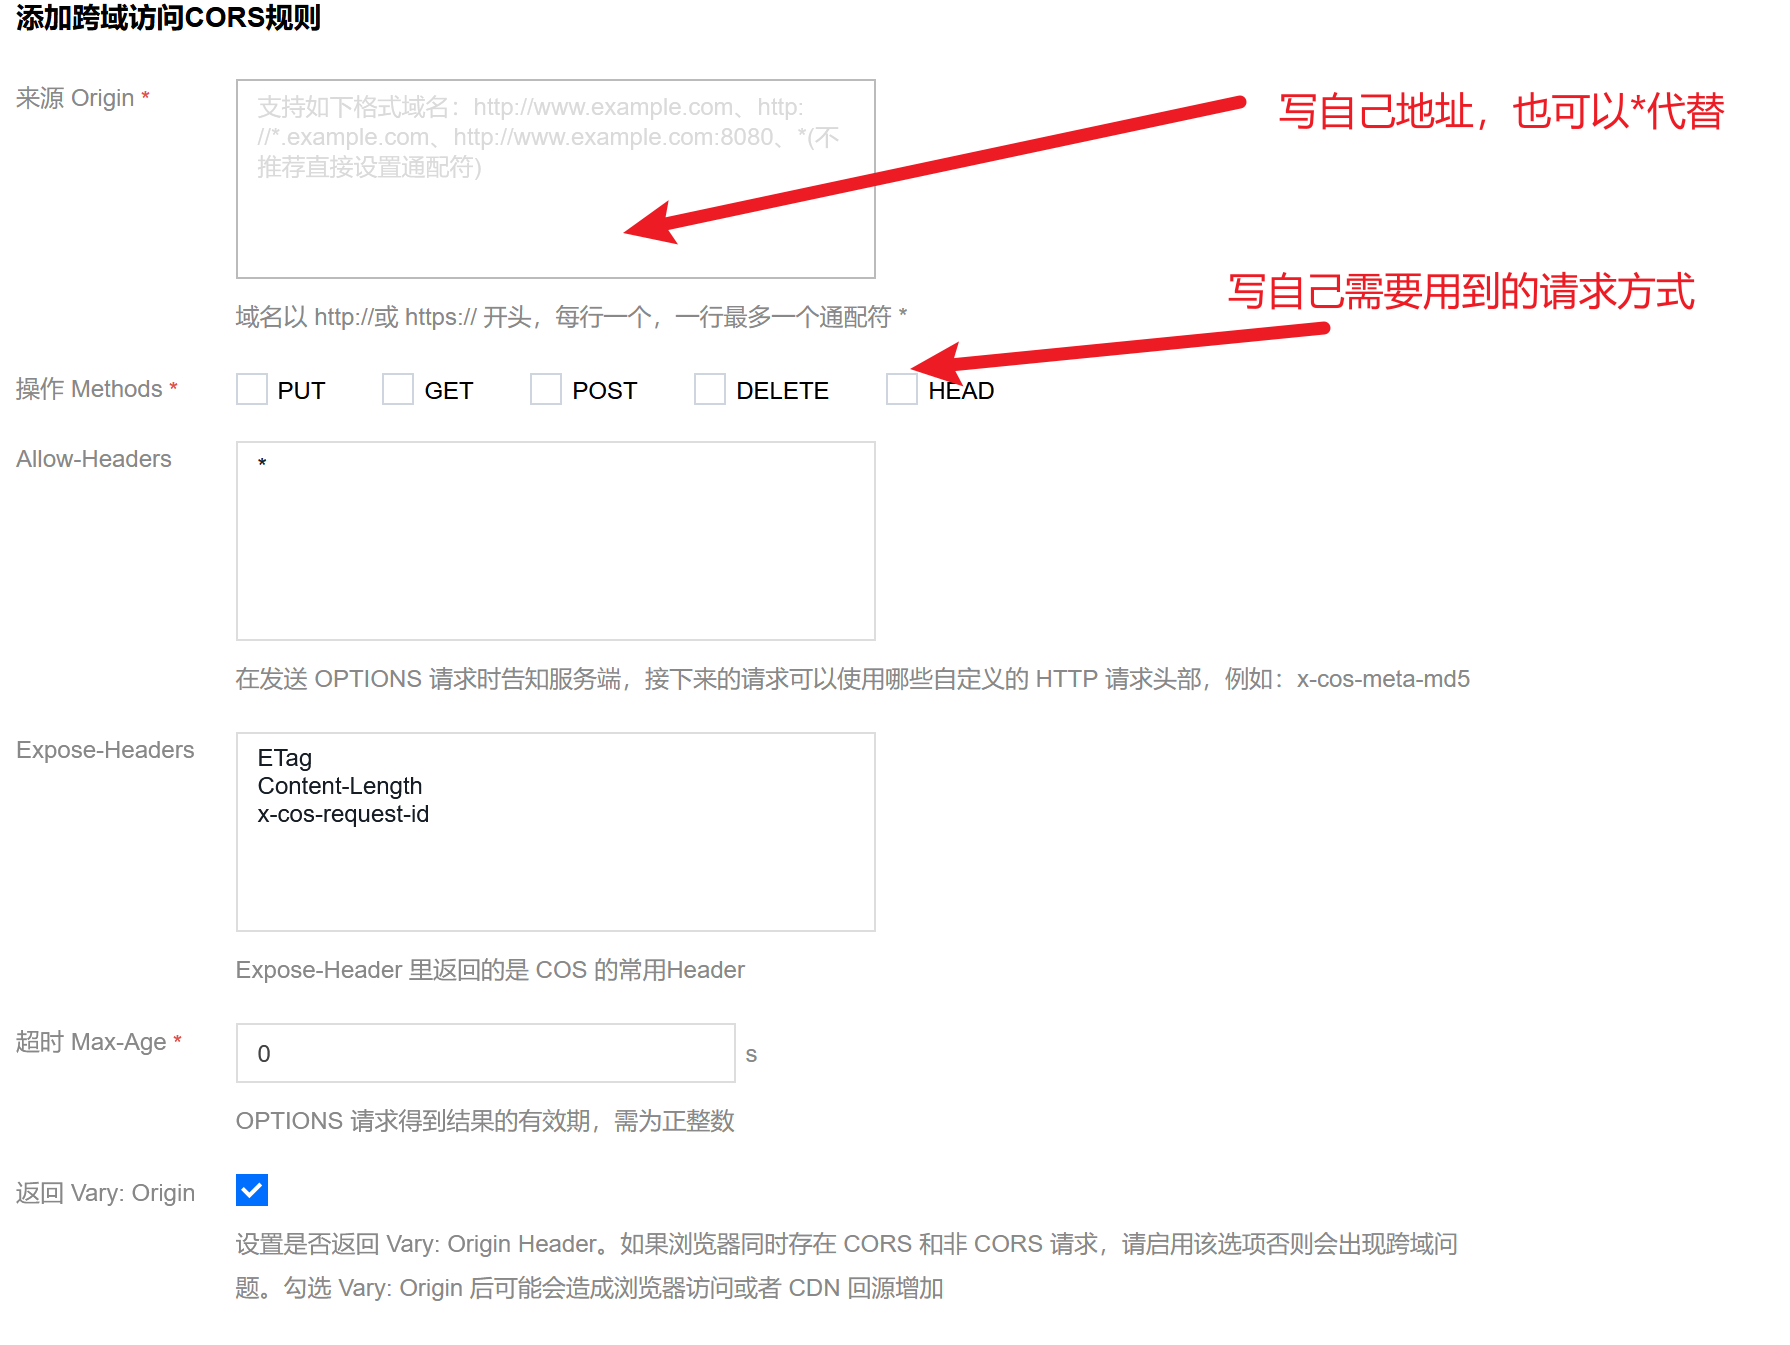 添加跨域访问CORS规则
来源 Origin *
支持如下格式域名：http://www.example.com、http:
//*.example.com、http://www.example.com:8080、*(不
推荐直接设置通配符)
写自己地址，也可以*代替
域名以 http://或 https:// 开头，每行一个，一行最多一个通配符 *
写自己需要用到的请求方式
操作 Methods *
PUT GET POST DELETE HEAD
Allow-Headers
*
在发送 OPTIONS 请求时告知服务端，接下来的请求可以使用哪些自定义的 HTTP 请求头部，例如：x-cos-meta-md5
Expose-Headers
ETag
Content-Length
x-cos-request-id
Expose-Header 里返回的是 COS 的常用Header
超时 Max-Age *
0 s
OPTIONS 请求得到结果的有效期，需为正整数
返回 Vary: Origin
设置是否返回 Vary: Origin Header。如果浏览器同时存在 CORS 和非 CORS 请求，请启用该选项否则会出现跨域问
题。勾选 Vary: Origin 后可能会造成浏览器访问或者 CDN 回源增加